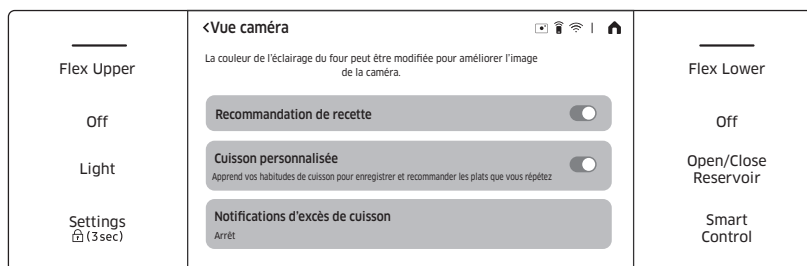 Flex Upper
Off
Light
Settings
(3sec)
<Vue caméra
La couleur de l'éclairage du four peut être modifiée pour améliorer l'image
de la caméra.
Recommandation de recette
Cuisson personnalisée
Apprend vos habitudes de cuisson pour enregistrer et recommander les plats que vous répétez
Notifications d'excès de cuisson
Arrêt
Flex Lower
Off
Open/Close
Reservoir
Smart
Control